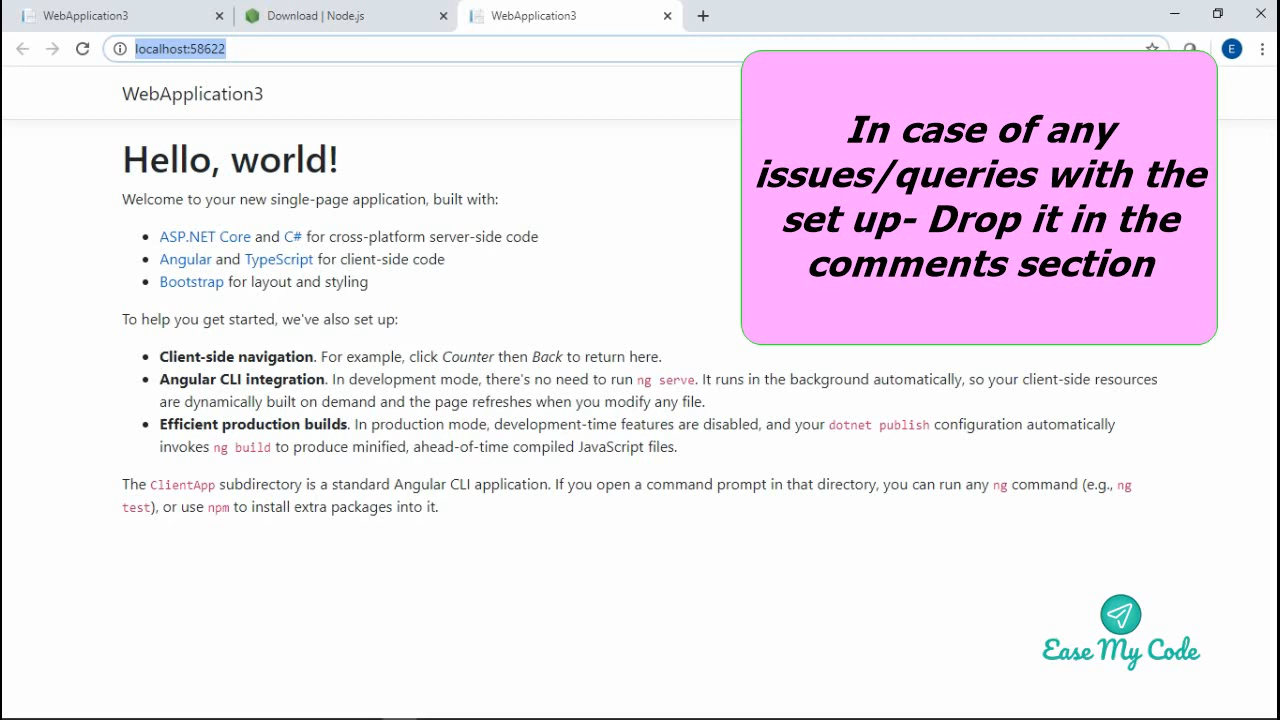 WebApplication3
Download | Node.js
WebApplication3
localhost:58622
E
WebApplication3
In case of any
issues/queries with the
set up- Drop it in the
comments section
Hello, world!
Welcome to your new single-page application, built with:
ASP.NET Core and C# for cross-platform server-side code
Angular and TypeScript for client-side code
Bootstrap for layout and styling
To help you get started, we've also set up:
Client-side navigation. For example, click Counter then Back to return here.
Angular CLI integration. In development mode, there's no need to run ng serve. It runs in the background automatically, so your client-side resources
are dynamically built on demand and the page refreshes when you modify any file.
Efficient production builds. In production mode, development-time features are disabled, and your dotnet publish configuration automatically
invokes ng build to produce minified, ahead-of-time compiled JavaScript files.
The ClientApp subdirectory is a standard Angular CLI application. If you open a command prompt in that directory, you can run any ng command (e.g., ng
test), or use npm to install extra packages into it.
Ease My Code